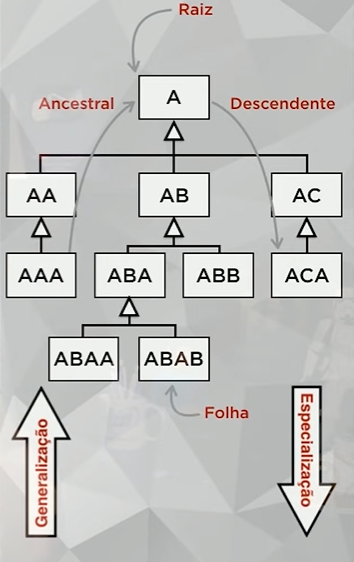 Raiz
A
Ancestral
Descendente
AA
AB
AC
AAA
ABA
ABB
ACA
ABAA
ABAB
Folha
Generalização
Especialização